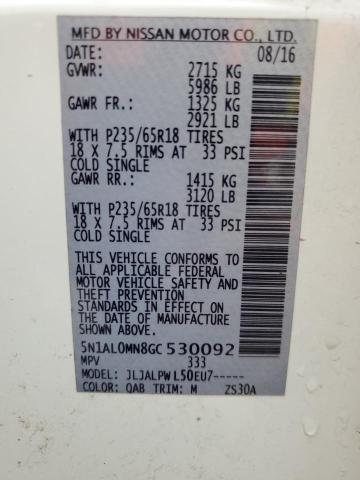 MFD BY NISSAN MOTOR CO., LTD.
DATE: 08/16
GVWR: 2715 KG
5986 LB
GAWR FR.: 1325 KG
2921 LB
WITH P235/65R18 TIRES
18 X 7.5 RIMS AT 33 PSI
COLD SINGLE
GAWR RR.: 1415 KG
3120 LB
WITH P235/65R18 TIRES
18 X 7.5 RIMS AT 33 PSI
COLD SINGLE
THIS VEHICLE CONFORMS TO
ALL APPLICABLE FEDERAL
MOTOR VEHICLE SAFETY AND
THEFT PREVENTION
STANDARDS IN EFFECT ON
THE DATE OF MANUFACTURE
SHOWN ABOVE.
5N1AL0MN8GC530092
MPV 333
MODEL: JLJALPWL50EU7-----
COLOR: QAB TRIM: M ZS30A